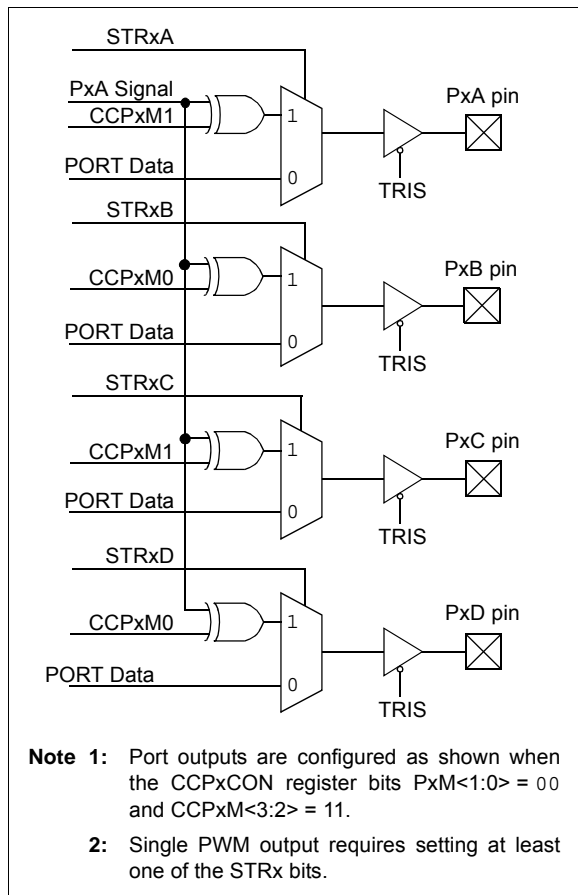 STRxA
PxA Signal
CCPxM1
1
PORT Data
0
PxA pin
TRIS
STRxB
CCPxM0
1
PORT Data
0
PxB pin
TRIS
STRxC
CCPxM1
1
PORT Data
0
PxC pin
TRIS
STRxD
CCPxM0
1
PORT Data
0
PxD pin
TRIS
Note 1: Port outputs are configured as shown when
the CCPxCON register bits PxM<1:0> = 00
and CCPxM<3:2> = 11.
2: Single PWM output requires setting at least
one of the STRx bits.